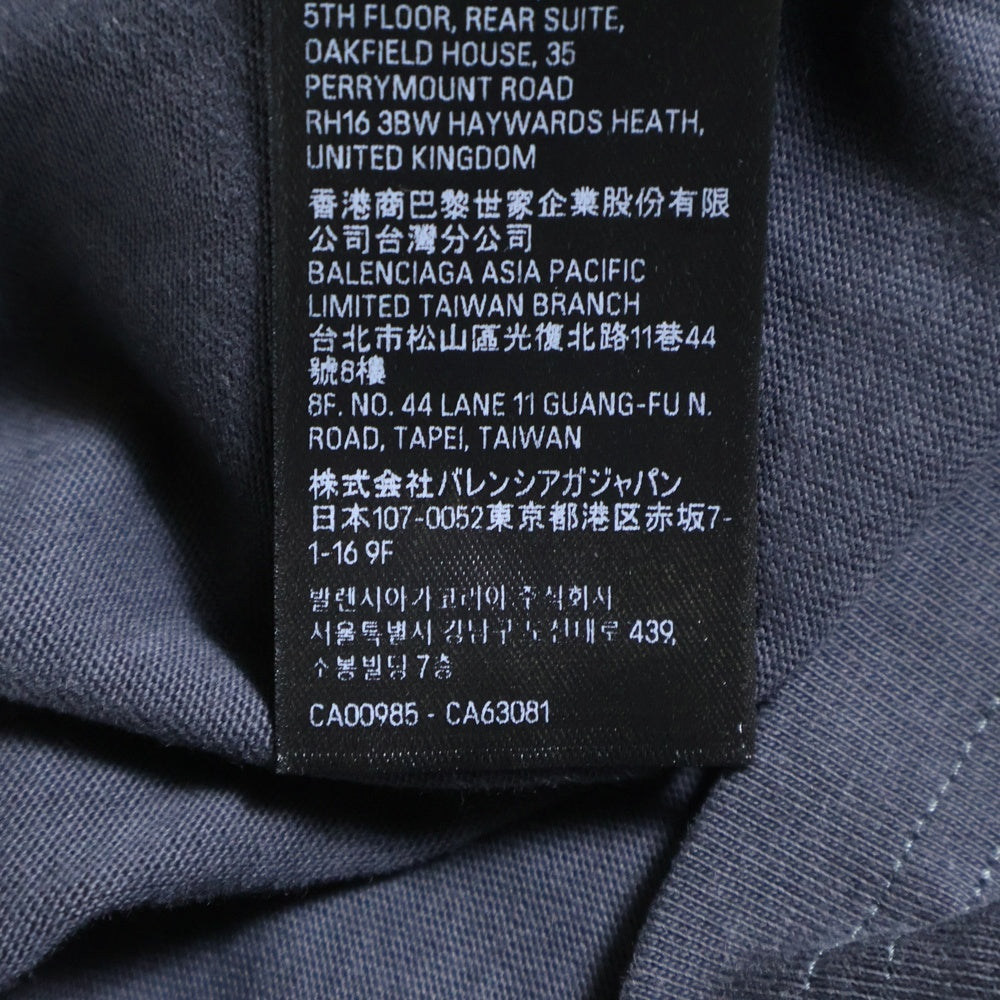 5TH FLOOR, REAR SUITE,
OAKFIELD HOUSE, 35
PERRYMOUNT ROAD
RH16 3BW HAYWARDS HEATH,
UNITED KINGDOM
香港商巴黎世家企業股份有限
公司台灣分公司
BALENCIAGA ASIA PACIFIC
LIMITED TAIWAN BRANCH
台北市松山區光復北路11巷44
號8樓
8F. NO. 44 LANE 11 GUANG-FU N.
ROAD, TAPEI, TAIWAN
株式会社バレンシアガジャパン
日本107-0052東京都港区赤坂7-
1-16 9F
발렌시아가코리아 주식회사
서울특별시 강남구 도산대로 439,
소봉빌딩 7층
CA00985 - CA63081